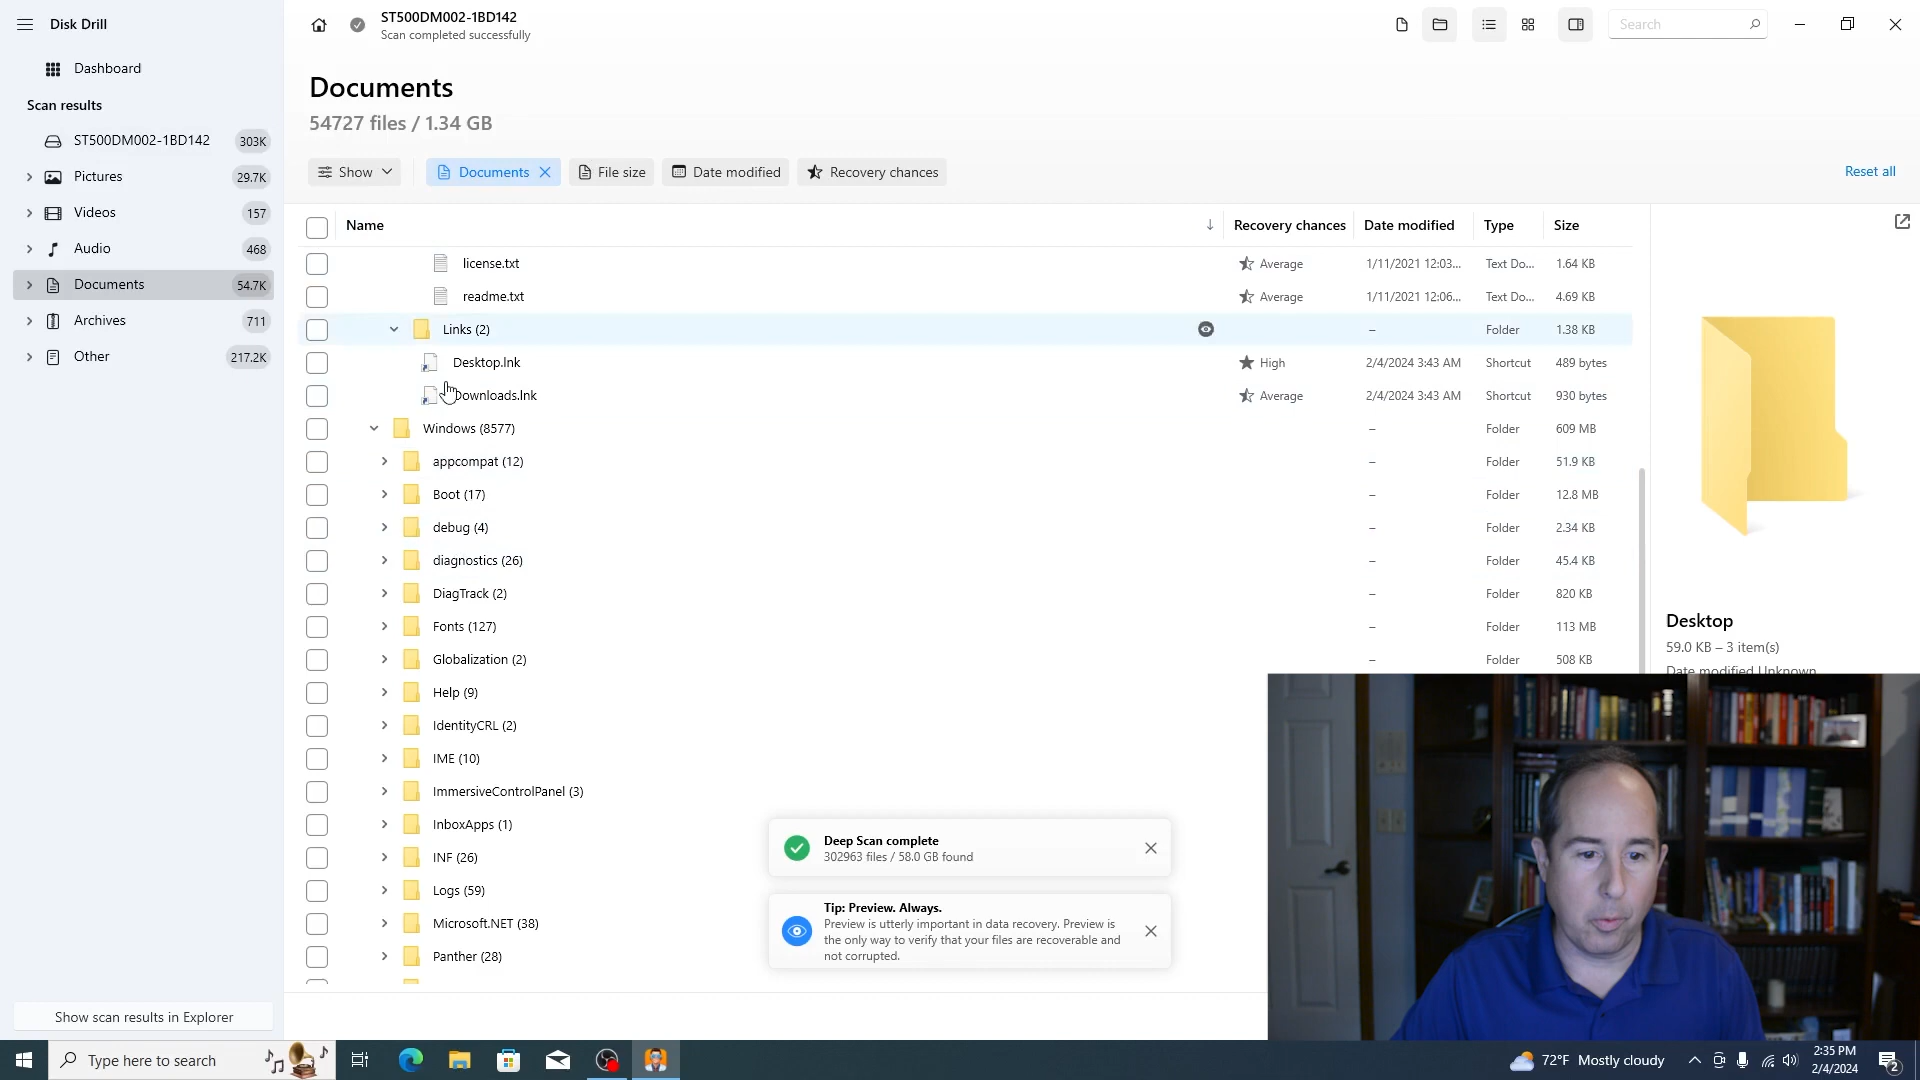 Disk Drill
ST500DM002-1BD142
Scan completed successfully
Search
Dashboard
Scan results
ST500DM002-1BD142 303K
Pictures 29.7K
Videos 157
Audio 468
Documents 54.7K
Archives 711
Other 217.2K
Show scan results in Explorer
Documents
54727 files / 1.34 GB
Show Documents File size Date modified Recovery chances Reset all
Name Recovery chances Date modified Type Size
license.txt Average 1/11/2021 12:03... Text Do... 1.64 KB
readme.txt Average 1/11/2021 12:06... Text Do... 4.69 KB
Links (2) – Folder 1.38 KB
Desktop.lnk High 2/4/2024 3:43 AM Shortcut 489 bytes
Downloads.lnk Average 2/4/2024 3:43 AM Shortcut 930 bytes
Windows (8577) – Folder 609 MB
appcompat (12) – Folder 51.9 KB
Boot (17) – Folder 12.8 MB
debug (4) – Folder 2.34 KB
diagnostics (26) – Folder 45.4 KB
DiagTrack (2) – Folder 820 KB
Fonts (127) – Folder 113 MB
Globalization (2) – Folder 508 KB
Help (9)
IdentityCRL (2)
IME (10)
ImmersiveControlPanel (3)
InboxApps (1)
INF (26)
Logs (59)
Microsoft.NET (38)
Panther (28)
Desktop
59.0 KB – 3 item(s)
Date modified Unknown
Deep Scan complete
302963 files / 58.0 GB found
Tip: Preview. Always.
Preview is utterly important in data recovery. Preview is
the only way to verify that your files are recoverable and
not corrupted.
Type here to search
72°F Mostly cloudy
2:35 PM
2/4/2024
2